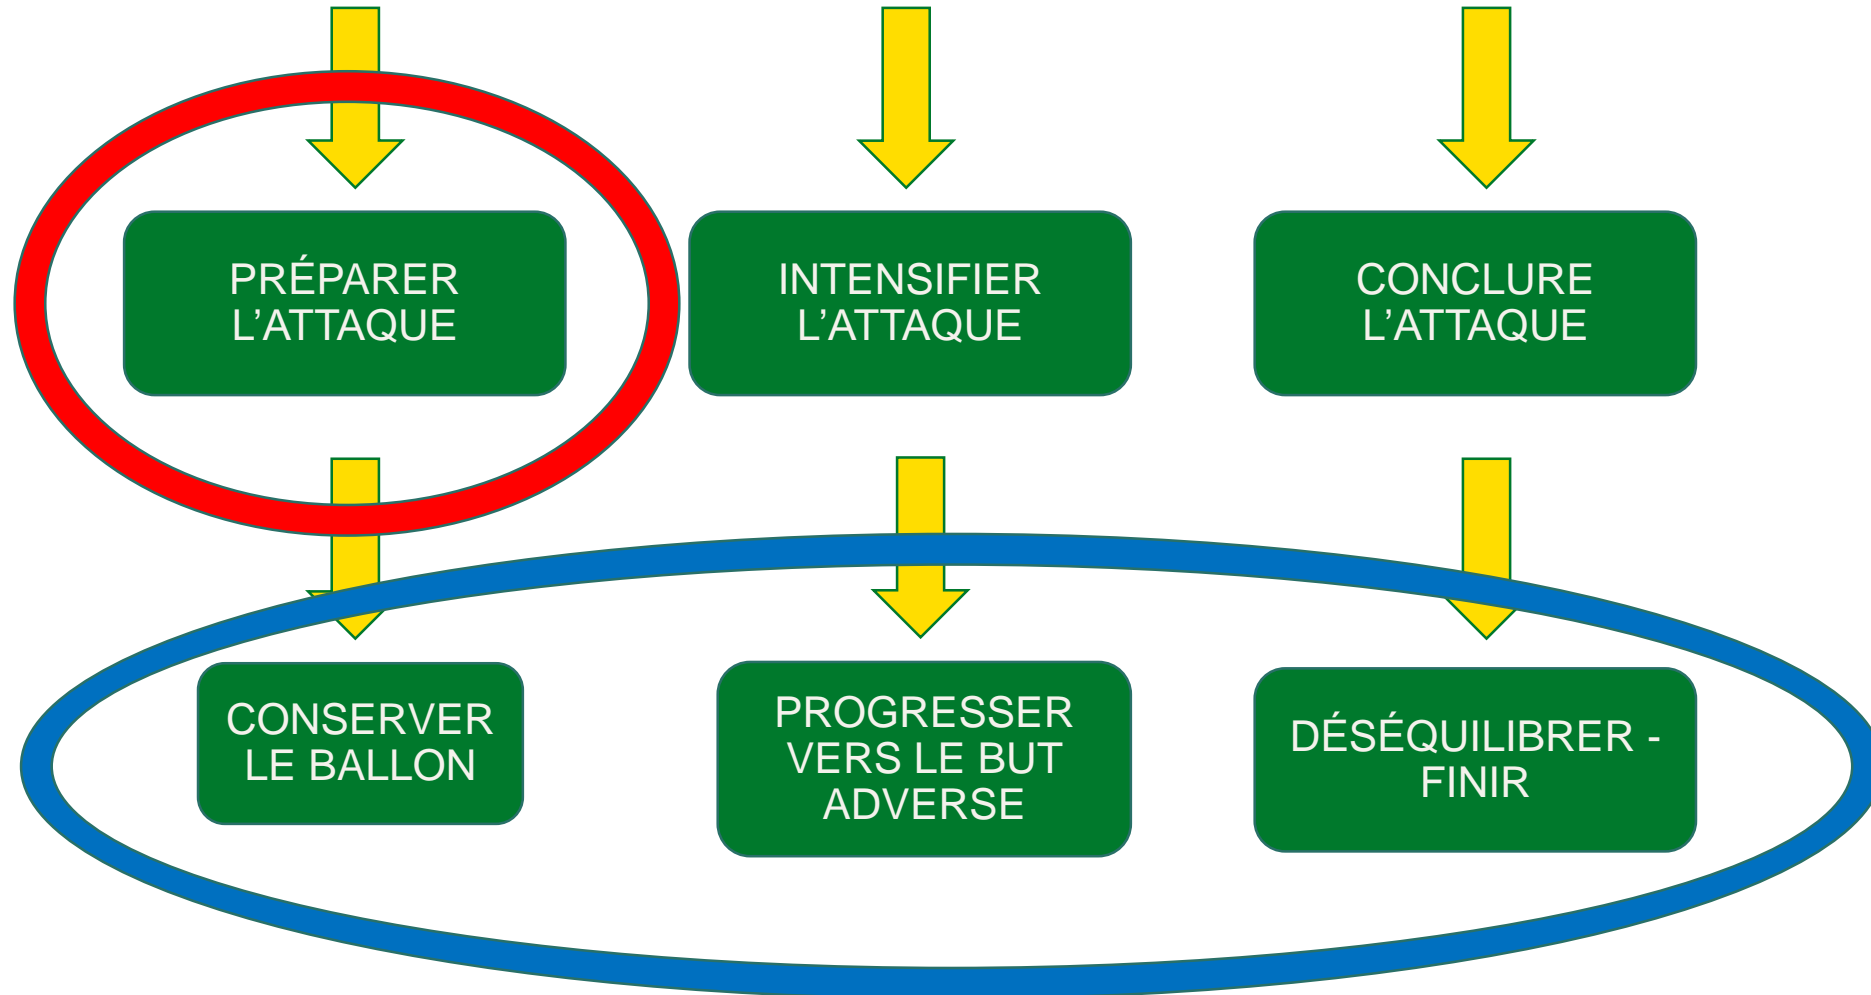 PRÉPARER
L’ATTAQUE
INTENSIFIER
L’ATTAQUE
CONCLURE
L’ATTAQUE
CONSERVER
LE BALLON
PROGRESSER
VERS LE BUT
ADVERSE
DÉSÉQUILIBRER -
FINIR